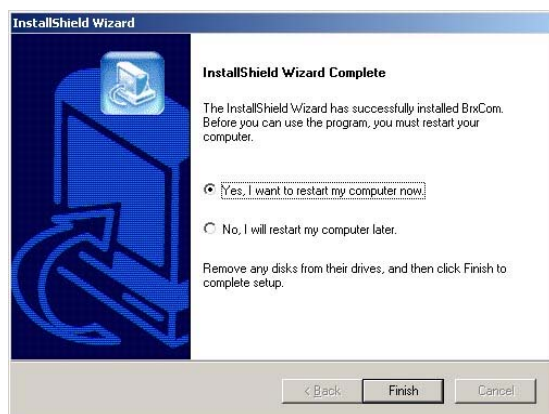 InstallShield Wizard
InstallShield Wizard Complete
The InstallShield Wizard has successfully installed BrxCom.
Before you can use the program, you must restart your
computer.
Yes, I want to restart my computer now.
No, I will restart my computer later.
Remove any disks from their drives, and then click Finish to
complete setup.
< Back Finish Cancel